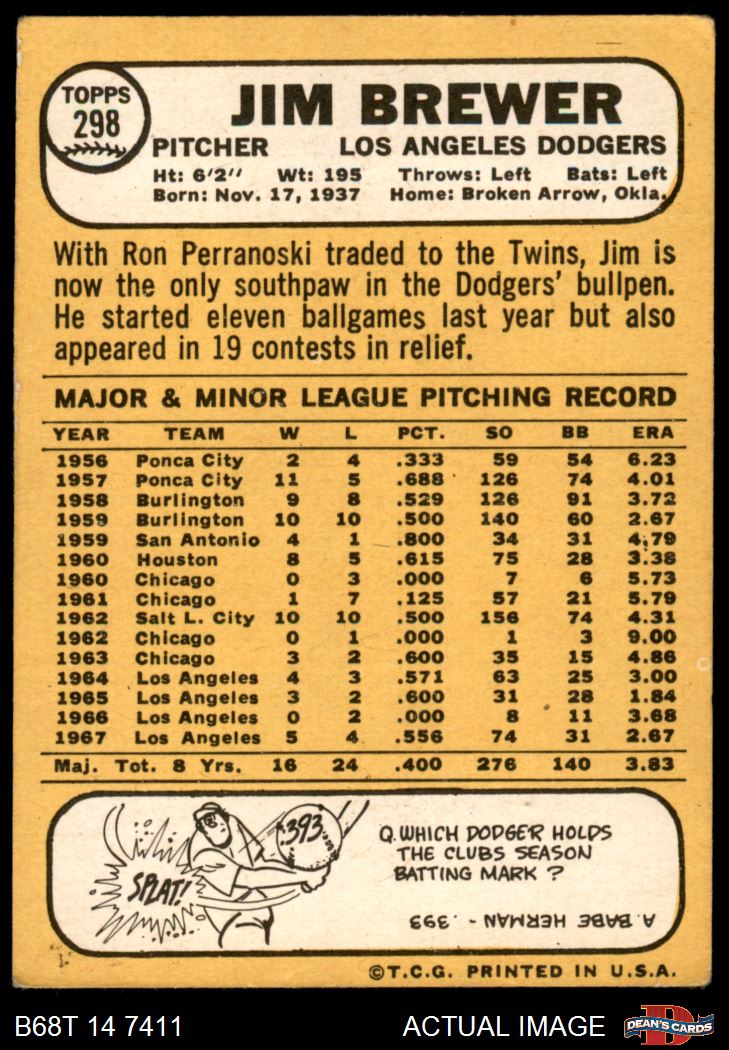 TOPPS
298
JIM BREWER
PITCHER LOS ANGELES DODGERS
Ht: 6'2" Wt: 195 Throws: Left Bats: Left
Born: Nov. 17, 1937 Home: Broken Arrow, Okla.
With Ron Perranoski traded to the Twins, Jim is
now the only southpaw in the Dodgers' bullpen.
He started eleven ballgames last year but also
appeared in 19 contests in relief.
MAJOR & MINOR LEAGUE PITCHING RECORD
YEAR TEAM W L PCT. SO BB ERA
1956 Ponca City 2 4 .333 59 54 6.23
1957 Ponca City 11 5 .688 126 74 4.01
1958 Burlington 9 8 .529 126 91 3.72
1959 Burlington 10 10 .500 140 60 2.67
1959 San Antonio 4 1 .800 34 31 4.79
1960 Houston 8 5 .615 75 28 3.38
1960 Chicago 0 3 .000 7 6 5.73
1961 Chicago 1 7 .125 57 21 5.79
1962 Salt L. City 10 10 .500 156 74 4.31
1962 Chicago 0 1 .000 1 3 9.00
1963 Chicago 3 2 .600 35 15 4.86
1964 Los Angeles 4 3 .571 63 25 3.00
1965 Los Angeles 3 2 .600 31 28 1.84
1966 Los Angeles 0 2 .000 8 11 3.68
1967 Los Angeles 5 4 .556 74 31 2.67
Maj. Tot. 8 Yrs. 16 24 .400 276 140 3.83
.393
SPLAT!
Q. WHICH DODGER HOLDS
THE CLUBS SEASON
BATTING MARK ?
A. BABE HERMAN - .393
©T.C.G. PRINTED IN U.S.A.
B68T 14 7411 ACTUAL IMAGE
DEAN'S CARDS